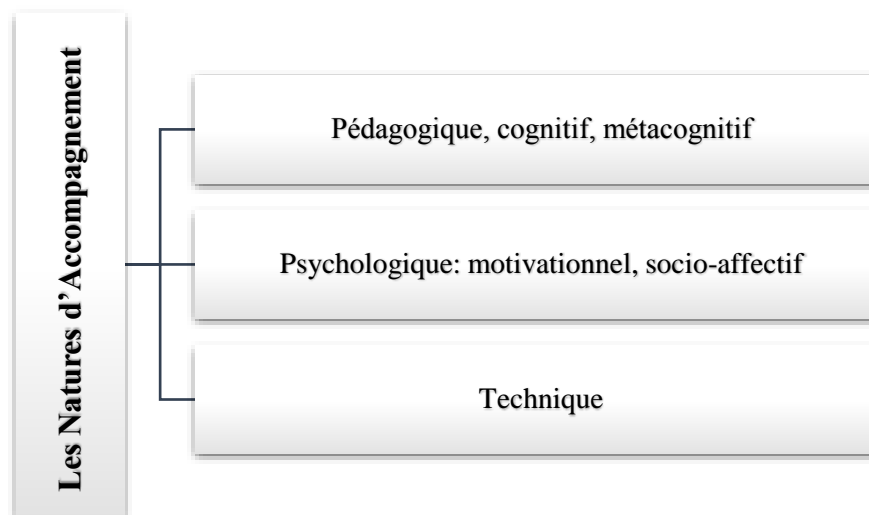 Les Natures d’Accompagnement
Pédagogique, cognitif, métacognitif
Psychologique: motivationnel, socio-affectif
Technique